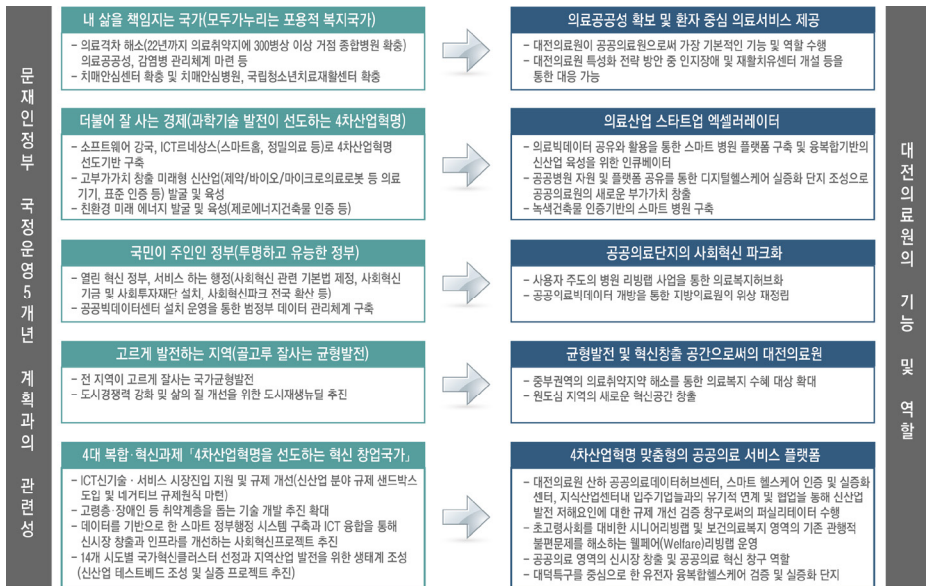 문재인정부 국정운영5개년 계획과의 관련성
내 삶을 책임지는 국가(모두가누리는 포용적 복지국가)
- 의료격차 해소(22년까지 의료취약지에 300병상 이상 거점 종합병원 확충)
의료공공성, 감염병 관리체계 마련 등
- 치매안심센터 확충 및 치매안심병원, 국립청소년치료재활센터 확충
의료공공성 확보 및 환자 중심 의료서비스 제공
- 대전의료원이 공공의료원으로써 가장 기본적인 기능 및 역할 수행
- 대전의료원 특성화 전략 방안 중 인지장애 및 재활치유센터 개설 등을
통한 대응 가능
더불어 잘 사는 경제(과학기술 발전이 선도하는 4차산업혁명)
- 소프트웨어 강국, ICT르네상스(스마트홈, 정밀의료 등)로 4차산업혁명
선도기반 구축
- 고부가가치 창출 미래형 신산업(제약/바이오/마이크로의료로봇 등 의료
기기, 표준 인증 등) 발굴 및 육성
- 친환경 미래 에너지 발굴 및 육성(제로에너지건축물 인증 등)
의료산업 스타트업 엑셀러레이터
- 의료빅데이터 공유와 활용을 통한 스마트 병원 플랫폼 구축 및 융복합기반의
신산업 육성을 위한 인큐베이터
- 공공병원 자원 및 플랫폼 공유를 통한 디지털헬스케어 실증화 단지 조성으로
공공의료원의 새로운 부가가치 창출
- 녹색건축물 인증기반의 스마트 병원 구축
국민이 주인인 정부(투명하고 유능한 정부)
- 열린 혁신 정부, 서비스 하는 행정(사회혁신 관련 기본법 제정, 사회혁신
기금 및 사회투자재단 설치, 사회혁신파크 전국 확산 등)
- 공공빅데이터센터 설치 운영을 통한 범정부 데이터 관리체계 구축
공공의료단지의 사회혁신 파크화
- 사용자 주도의 병원 리빙랩 사업을 통한 의료복지허브화
- 공공의료빅데이터 개방을 통한 지방의료원의 위상 재정립
고르게 발전하는 지역(골고루 잘사는 균형발전)
- 전 지역이 고르게 잘사는 국가균형발전
- 도시경쟁력 강화 및 삶의 질 개선을 위한 도시재생뉴딜 추진
균형발전 및 혁신창출 공간으로써의 대전의료원
- 중부권역의 의료취약지약 해소를 통한 의료복지 수혜 대상 확대
- 원도심 지역의 새로운 혁신공간 창출
4대 복합·혁신과제 「4차산업혁명을 선도하는 혁신 창업국가」
- ICT신기술·서비스 시장진입 지원 및 규제 개선(신산업 분야 규제 샌드박스
도입 및 네거티브 규제원칙 마련)
- 고령층·장애인 등 취약계층을 돕는 기술 개발 추진 확대
- 데이터를 기반으로 한 스마트 정부행정 시스템 구축과 ICT 융합을 통해
신시장 창출과 인프라를 개선하는 사회혁신프로젝트 추진
- 14개 시도별 국가혁신클러스터 선정과 지역산업 발전을 위한 생태계 조성
(신산업 테스트베드 조성 및 실증 프로젝트 추진)
4차산업혁명 맞춤형의 공공의료 서비스 플랫폼
- 대전의료원 산하 공공의료데이터허브센터, 스마트 헬스케어 인증 및 실증화
센터, 지식산업센터내 입주기업들과의 유기적 연계 및 협업을 통해 신산업
발전 저해요인에 대한 규제 개선 검증 창구로써의 퍼실리테이터 수행
- 초고령사회를 대비한 시니어리빙랩 및 보건의료복지 영역의 기존 관행적
불편문제를 해소하는 웰페어(Welfare)리빙랩 운영
- 공공의료 영역의 신시장 창출 및 공공의료 혁신 창구 역할
- 대덕특구를 중심으로 한 유전자 융복합헬스케어 검증 및 실증화 단지
대전의료원의 기능 및 역할